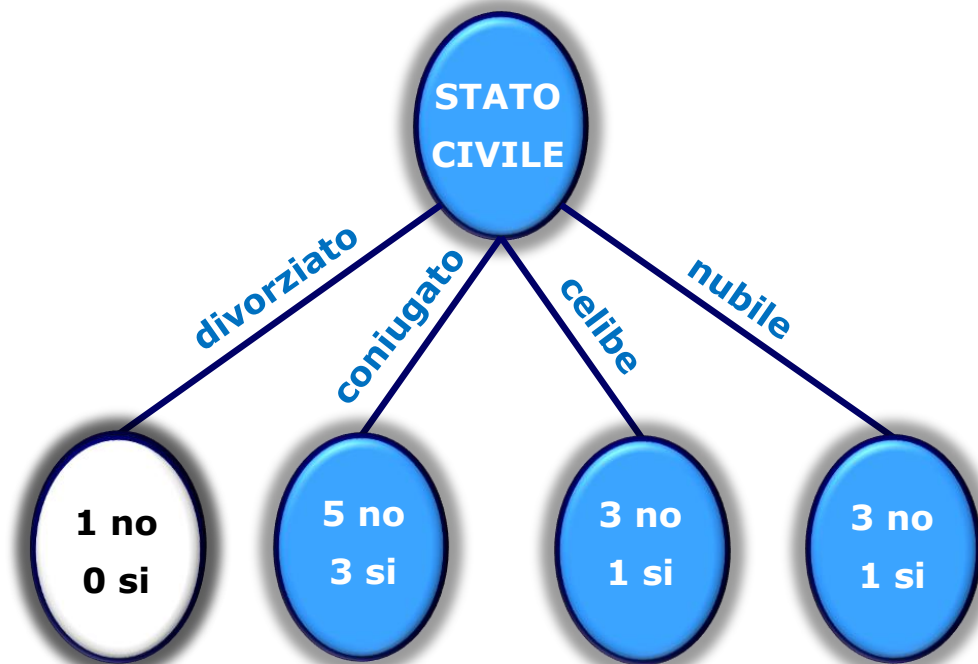 STATO
CIVILE
divorziato
coniugato
celibe
nubile
1 no
0 si
5 no
3 si
3 no
1 si
3 no
1 si